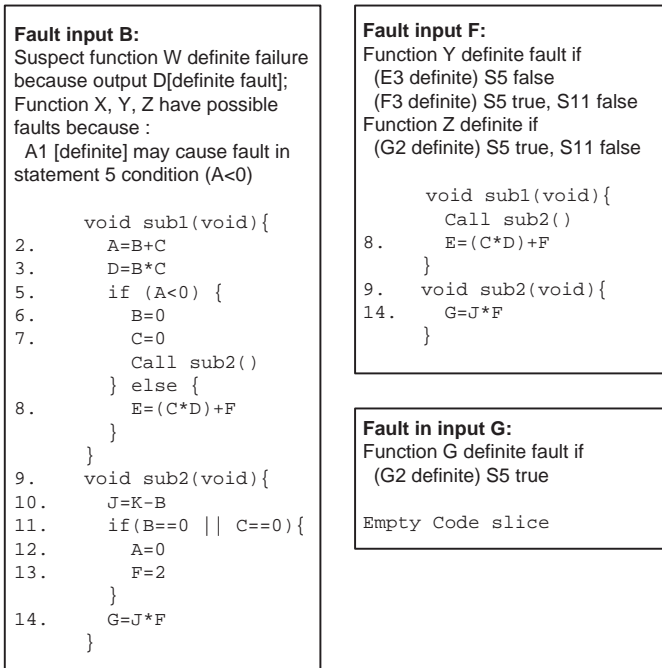 Fault input B:
Suspect function W definite failure
because output D[definite fault];
Function X, Y, Z have possible
faults because :
  A1 [definite] may cause fault in
statement 5 condition (A<0)
      void sub1(void){
2.      A=B+C
3.      D=B*C
5.      if (A<0) {
6.        B=0
7.        C=0
          Call sub2()
        } else {
8.        E=(C*D)+F
        }
      }
9.    void sub2(void){
10.     J=K-B
11.     if(B==0 || C==0){
12.       A=0
13.       F=2
        }
14.     G=J*F
      }
Fault input F:
Function Y definite fault if
  (E3 definite) S5 false
  (F3 definite) S5 true, S11 false
Function Z definite if
  (G2 definite) S5 true, S11 false
      void sub1(void){
        Call sub2()
8.      E=(C*D)+F
      }
9.    void sub2(void){
14.     G=J*F
      }
Fault in input G:
Function G definite fault if
  (G2 definite) S5 true
Empty Code slice